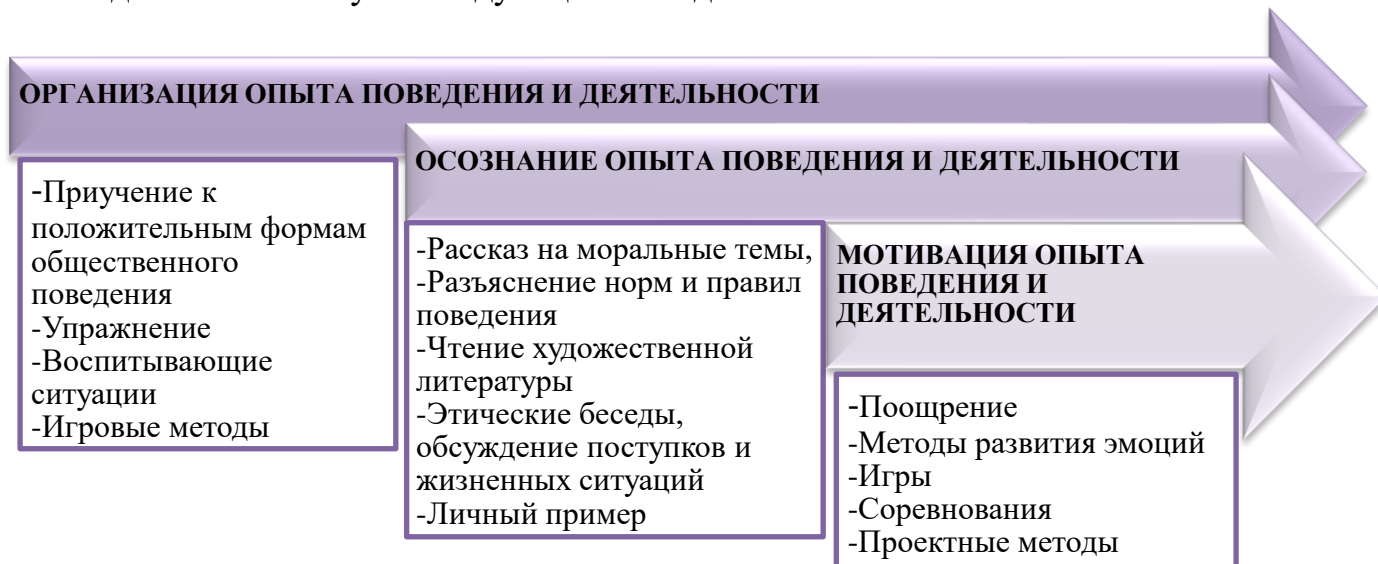 ОРГАНИЗАЦИЯ ОПЫТА ПОВЕДЕНИЯ И ДЕЯТЕЛЬНОСТИ
-Приучение к
положительным формам
общественного
поведения
-Упражнение
-Воспитывающие
ситуации
-Игровые методы
ОСОЗНАНИЕ ОПЫТА ПОВЕДЕНИЯ И ДЕЯТЕЛЬНОСТИ
-Рассказ на моральные темы,
-Разъяснение норм и правил
поведения
-Чтение художественной
литературы
-Этические беседы,
обсуждение поступков и
жизненных ситуаций
-Личный пример
МОТИВАЦИЯ ОПЫТА
ПОВЕДЕНИЯ И
ДЕЯТЕЛЬНОСТИ
-Поощрение
-Методы развития эмоций
-Игры
-Соревнования
-Проектные методы